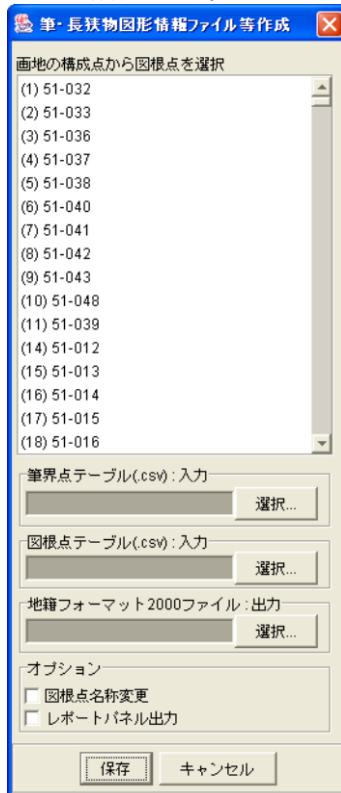 筆・長狭物図形情報ファイル等作成
画地の構成点から図根点を選択
(1) 51-032
(2) 51-033
(3) 51-036
(4) 51-037
(5) 51-038
(6) 51-040
(7) 51-041
(8) 51-042
(9) 51-043
(10) 51-048
(11) 51-039
(14) 51-012
(15) 51-013
(16) 51-014
(17) 51-015
(18) 51-016
筆界点テーブル(.csv) : 入力
選択...
図根点テーブル(.csv) : 入力
選択...
地籍フォーマット2000ファイル : 出力
選択...
オプション
図根点名称変更
レポートパネル出力
保存 キャンセル